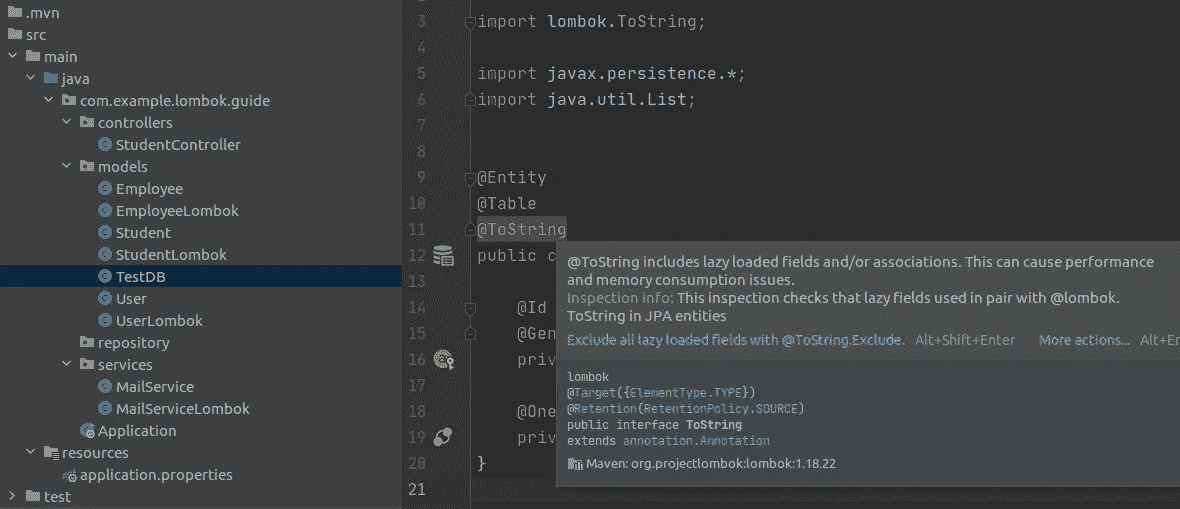 .mvn
src
main
java
com.example.lombok.guide
controllers
StudentController
models
Employee
EmployeeLombok
Student
StudentLombok
TestDB
User
UserLombok
repository
services
MailService
MailServiceLombok
Application
resources
application.properties
test
3 import lombok.ToString;
4
5 import javax.persistence.*;
6 import java.util.List;
7
8
9 @Entity
10 @Table
11 @ToString
12 public c
13
14 @Id
15 @Gen
16 priv
17
18 @One
19 priv
20 }
21
@ToString includes lazy loaded fields and/or associations. This can cause performance
and memory consumption issues.
Inspection info: This inspection checks that lazy fields used in pair with @lombok.
ToString in JPA entities
Exclude all lazy loaded fields with @ToString.Exclude. Alt+Shift+Enter More actions... Alt+En
lombok
@Target({ElementType.TYPE})
@Retention(RetentionPolicy.SOURCE)
public interface ToString
extends annotation.Annotation
Maven: org.projectlombok:lombok:1.18.22